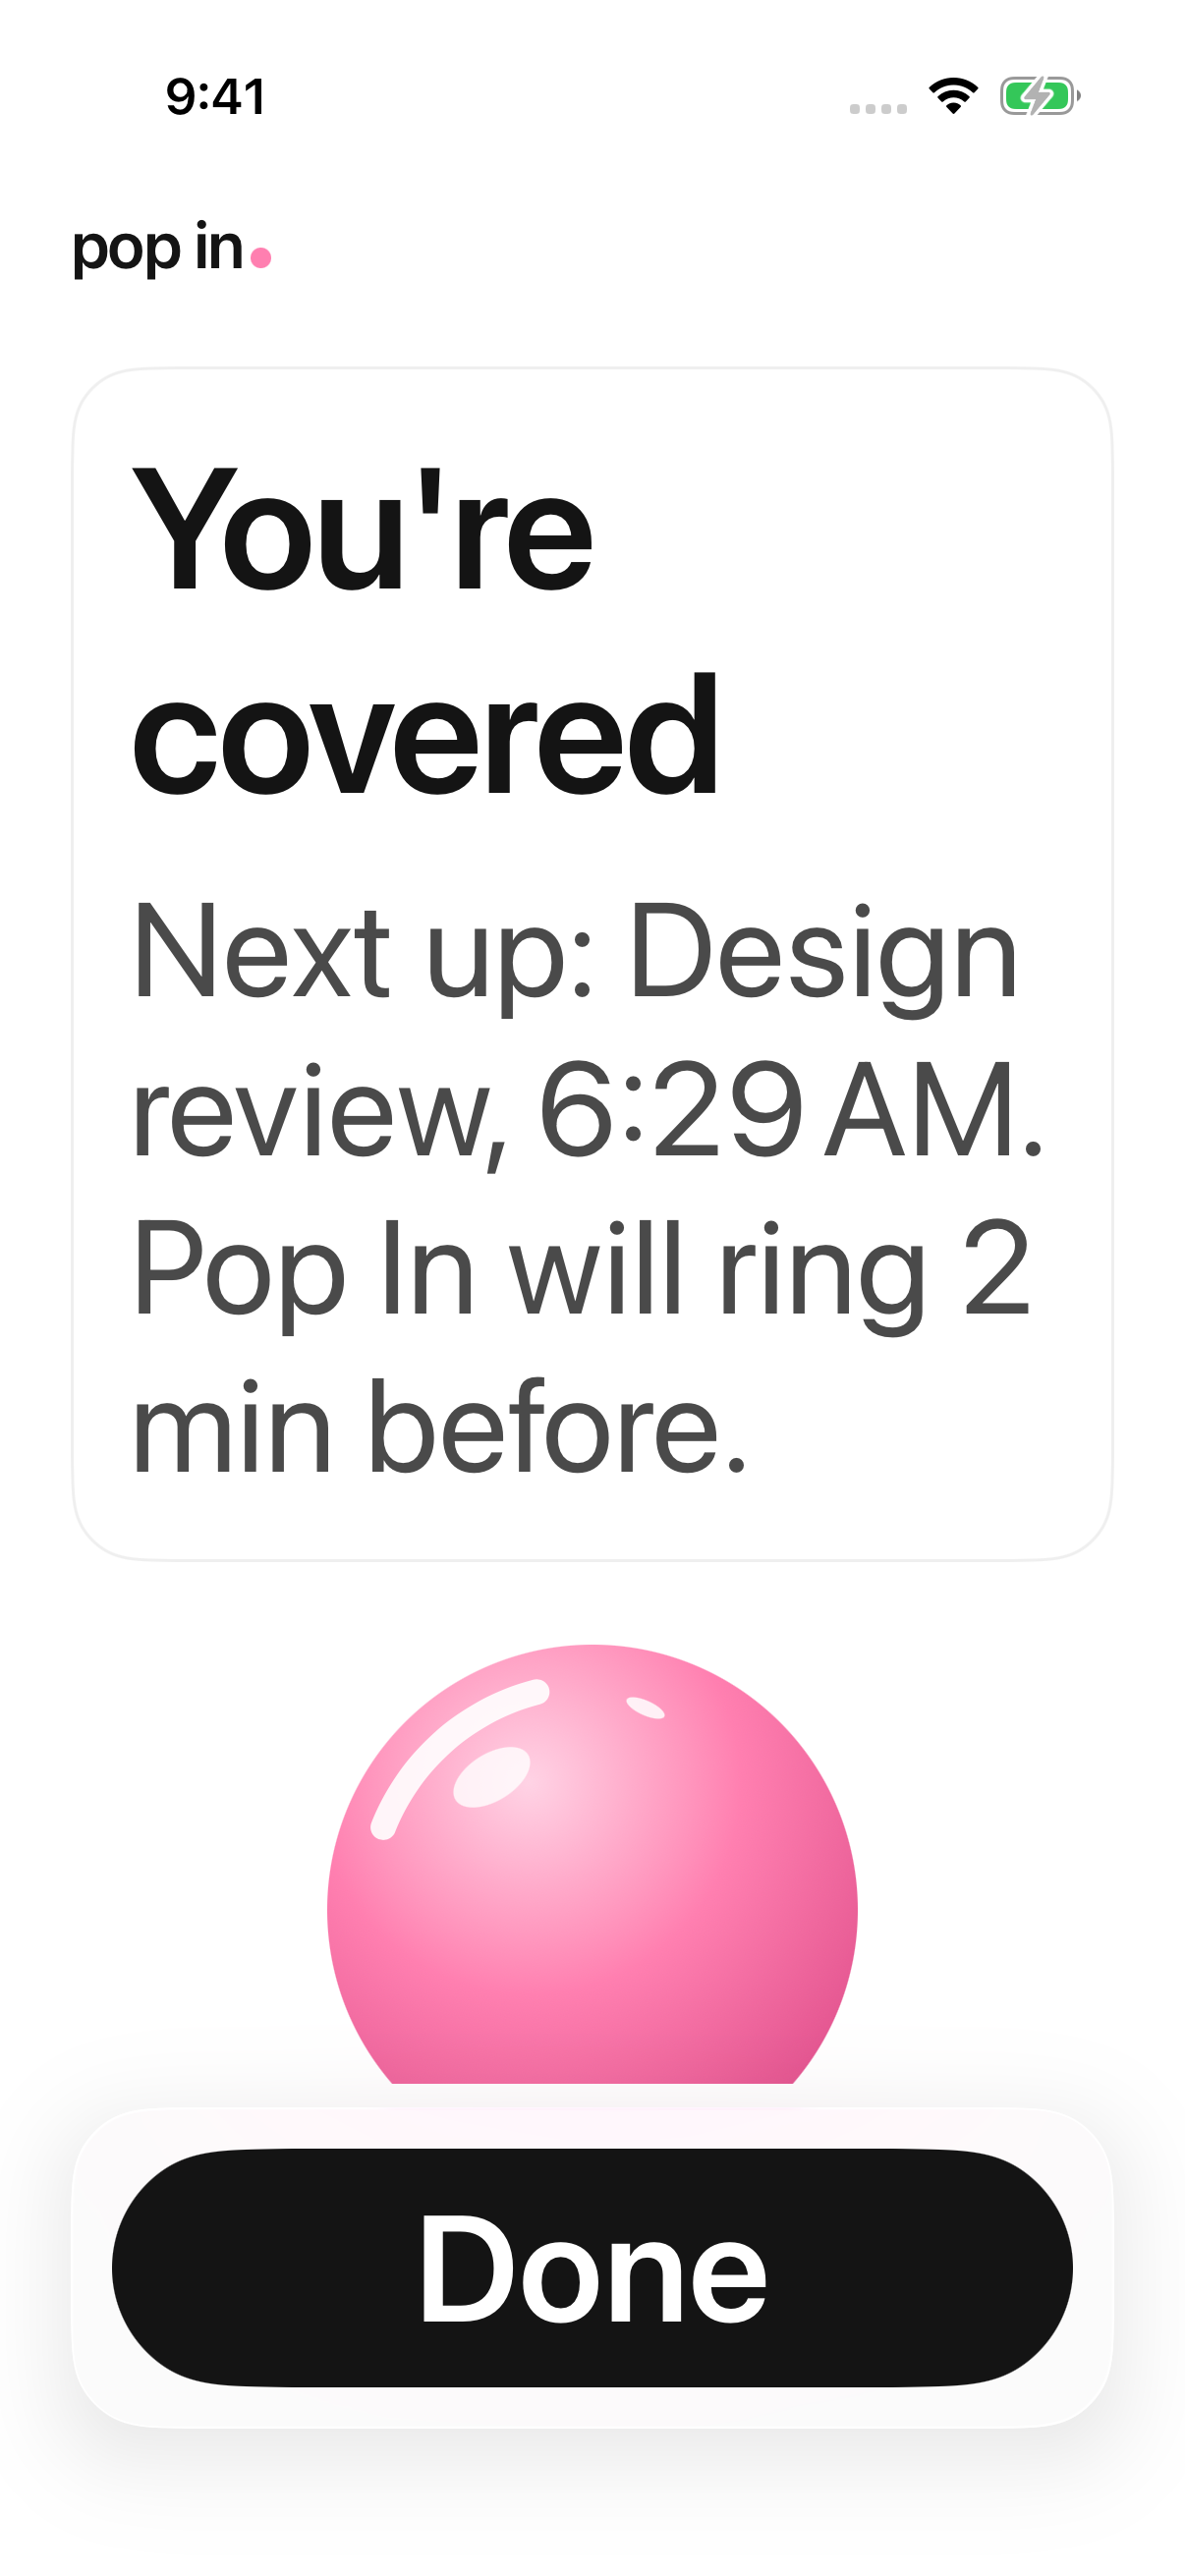 9:41
pop in
You're
covered
Next up: Design
review, 6:29 AM.
Pop In will ring 2
min before.
Done